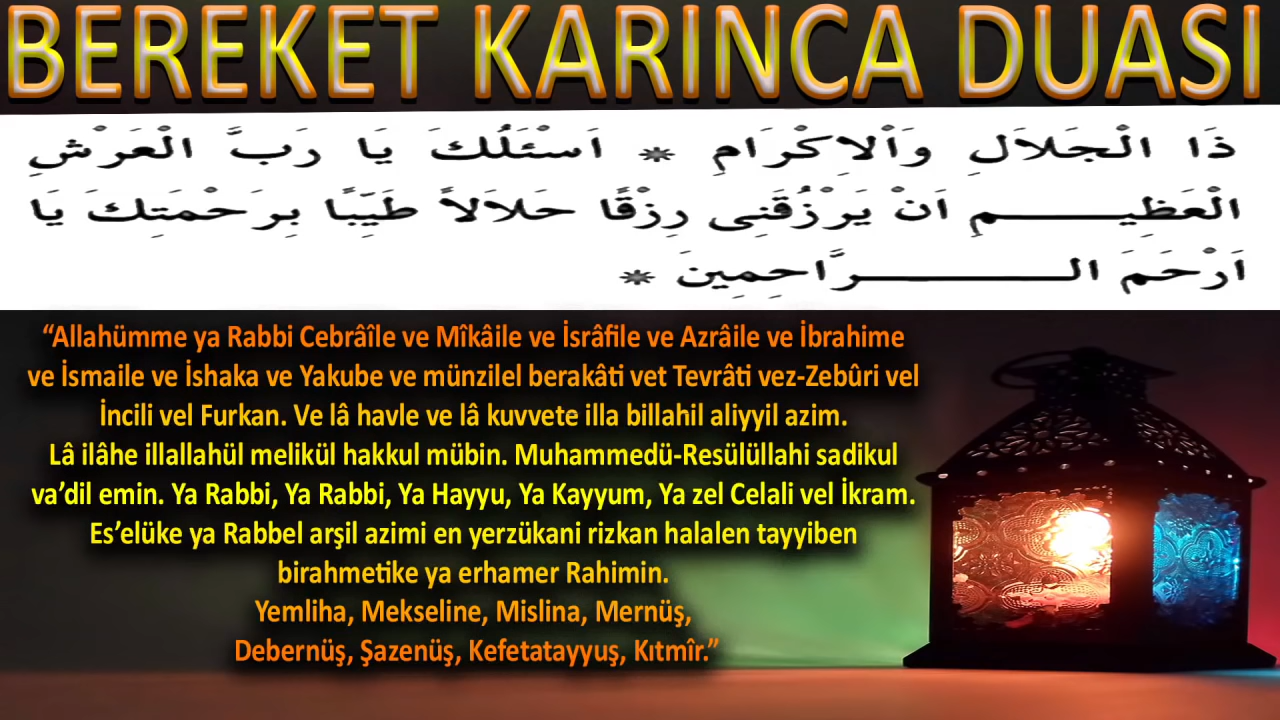 BEREKET KARINCA DUASI
ذَا الْجَلَالِ وَاْلاِكْرَامِ * اَسْئَلُكَ يَا رَبَّ الْعَرْشِ
الْعَظِيـــــمِ اَنْ يَرْزُقَنِى رِزْقًا حَلَالاً طَيِّبًا بِرَحْمَتِكَ يَا
اَرْحَمَ الـــــرَّاحِمِينَ *
“Allahümme ya Rabbi Cebrâîle ve Mîkâile ve İsrâfile ve Azrâile ve İbrahime
ve İsmaile ve İshaka ve Yakube ve münzilel berakâti vet Tevrâti vez-Zebûri vel
İncili vel Furkan. Ve lâ havle ve lâ kuvvete illa billahil aliyyil azim.
Lâ ilâhe illallahül melikül hakkul mübin. Muhammedü-Resülüllahi sadikul
va’dil emin. Ya Rabbi, Ya Rabbi, Ya Hayyu, Ya Kayyum, Ya zel Celali vel İkram.
Es’elüke ya Rabbel arşil azimi en yerzükani rizkan halalen tayyiben
birahmetike ya erhamer Rahimin.
Yemliha, Mekseline, Mislina, Mernüş,
Debernüş, Şazenüş, Kefetatayyuş, Kıtmîr.”